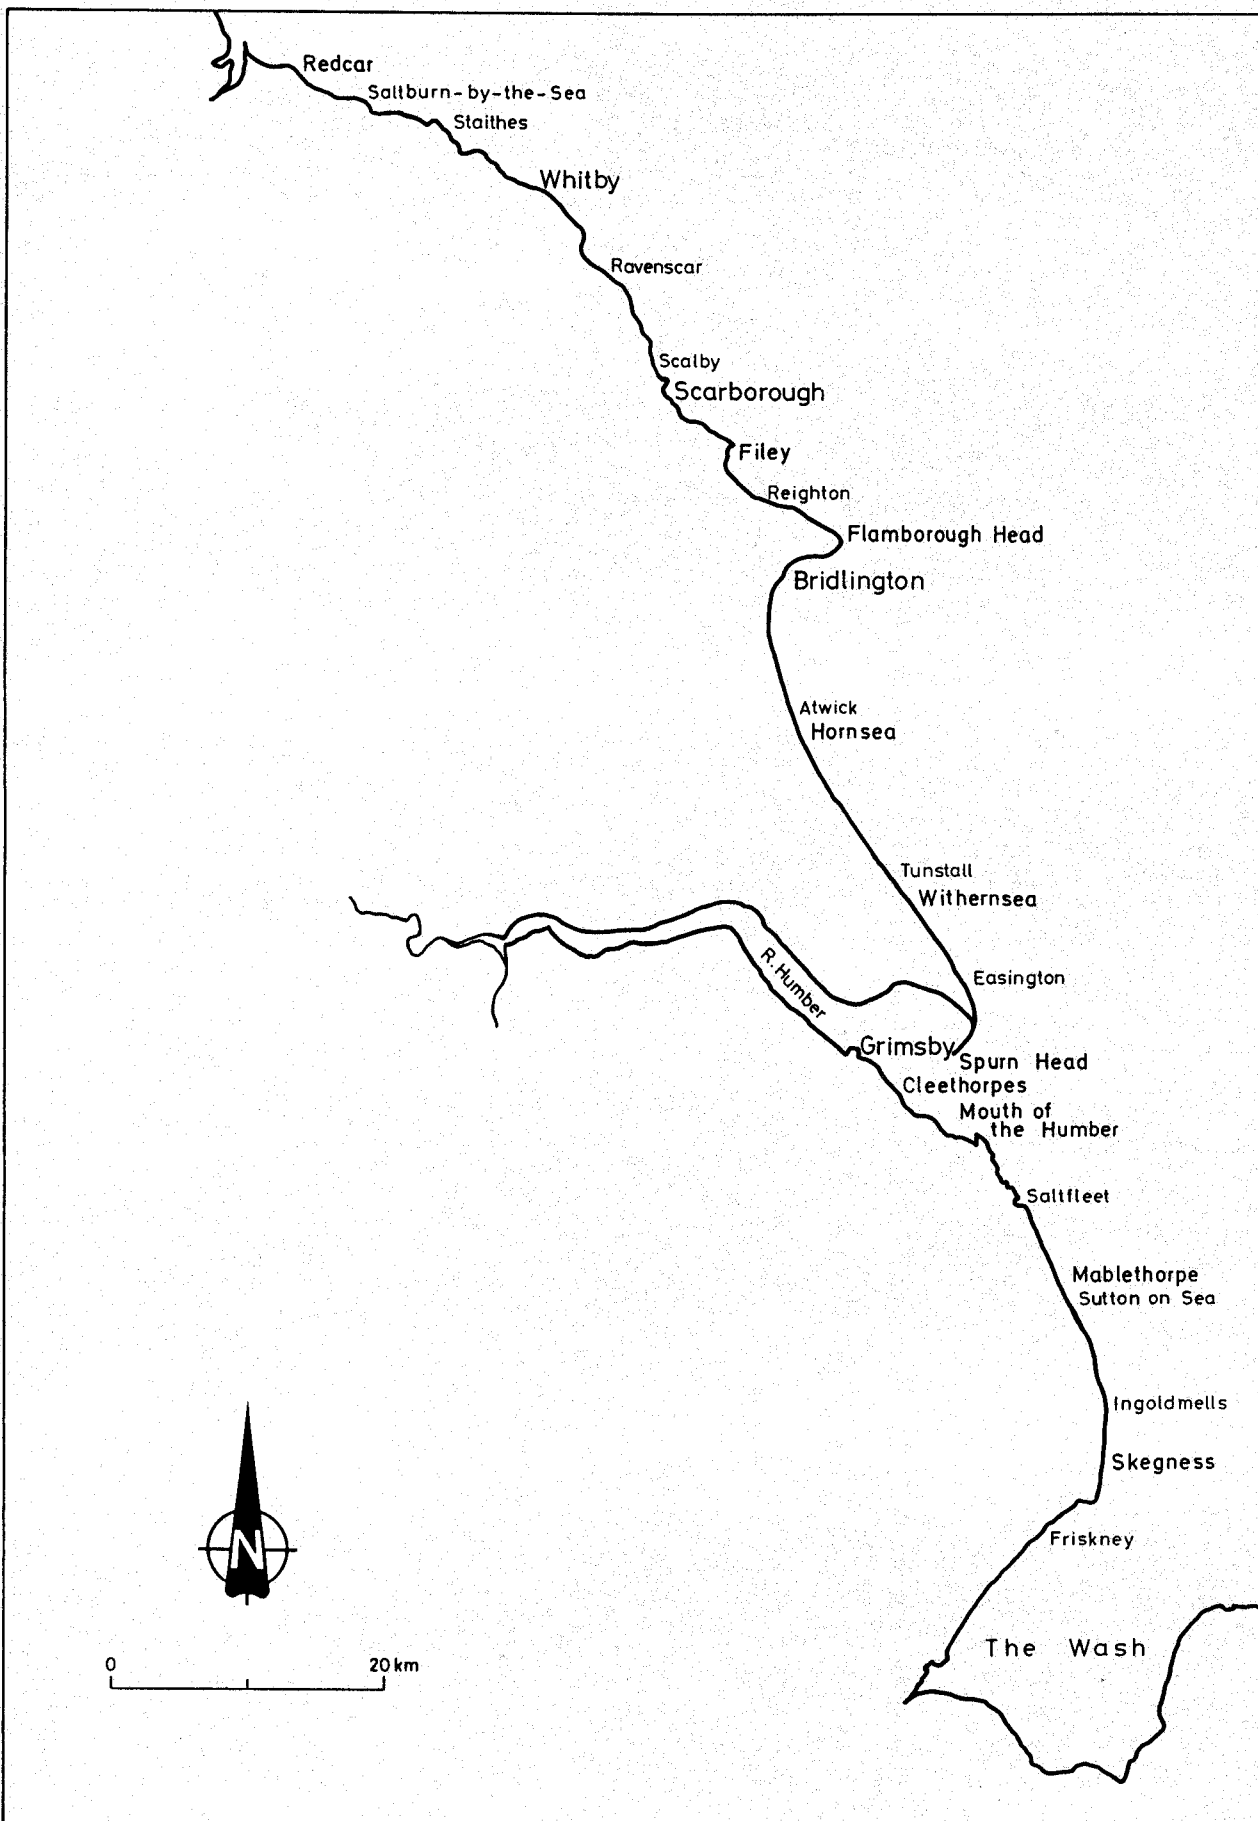 Redcar
Saltburn-by-the-Sea
Staithes
Whitby
Ravenscar
Scalby
Scarborough
Filey
Reighton
Flamborough Head
Bridlington
Atwick
Hornsea
Tunstall
Withernsea
R. Humber
Easington
Grimsby
Spurn Head
Cleethorpes
Mouth of
the Humber
Saltfleet
Mablethorpe
Sutton on Sea
Ingoldmells
Skegness
N
Friskney
The Wash
0 20 km